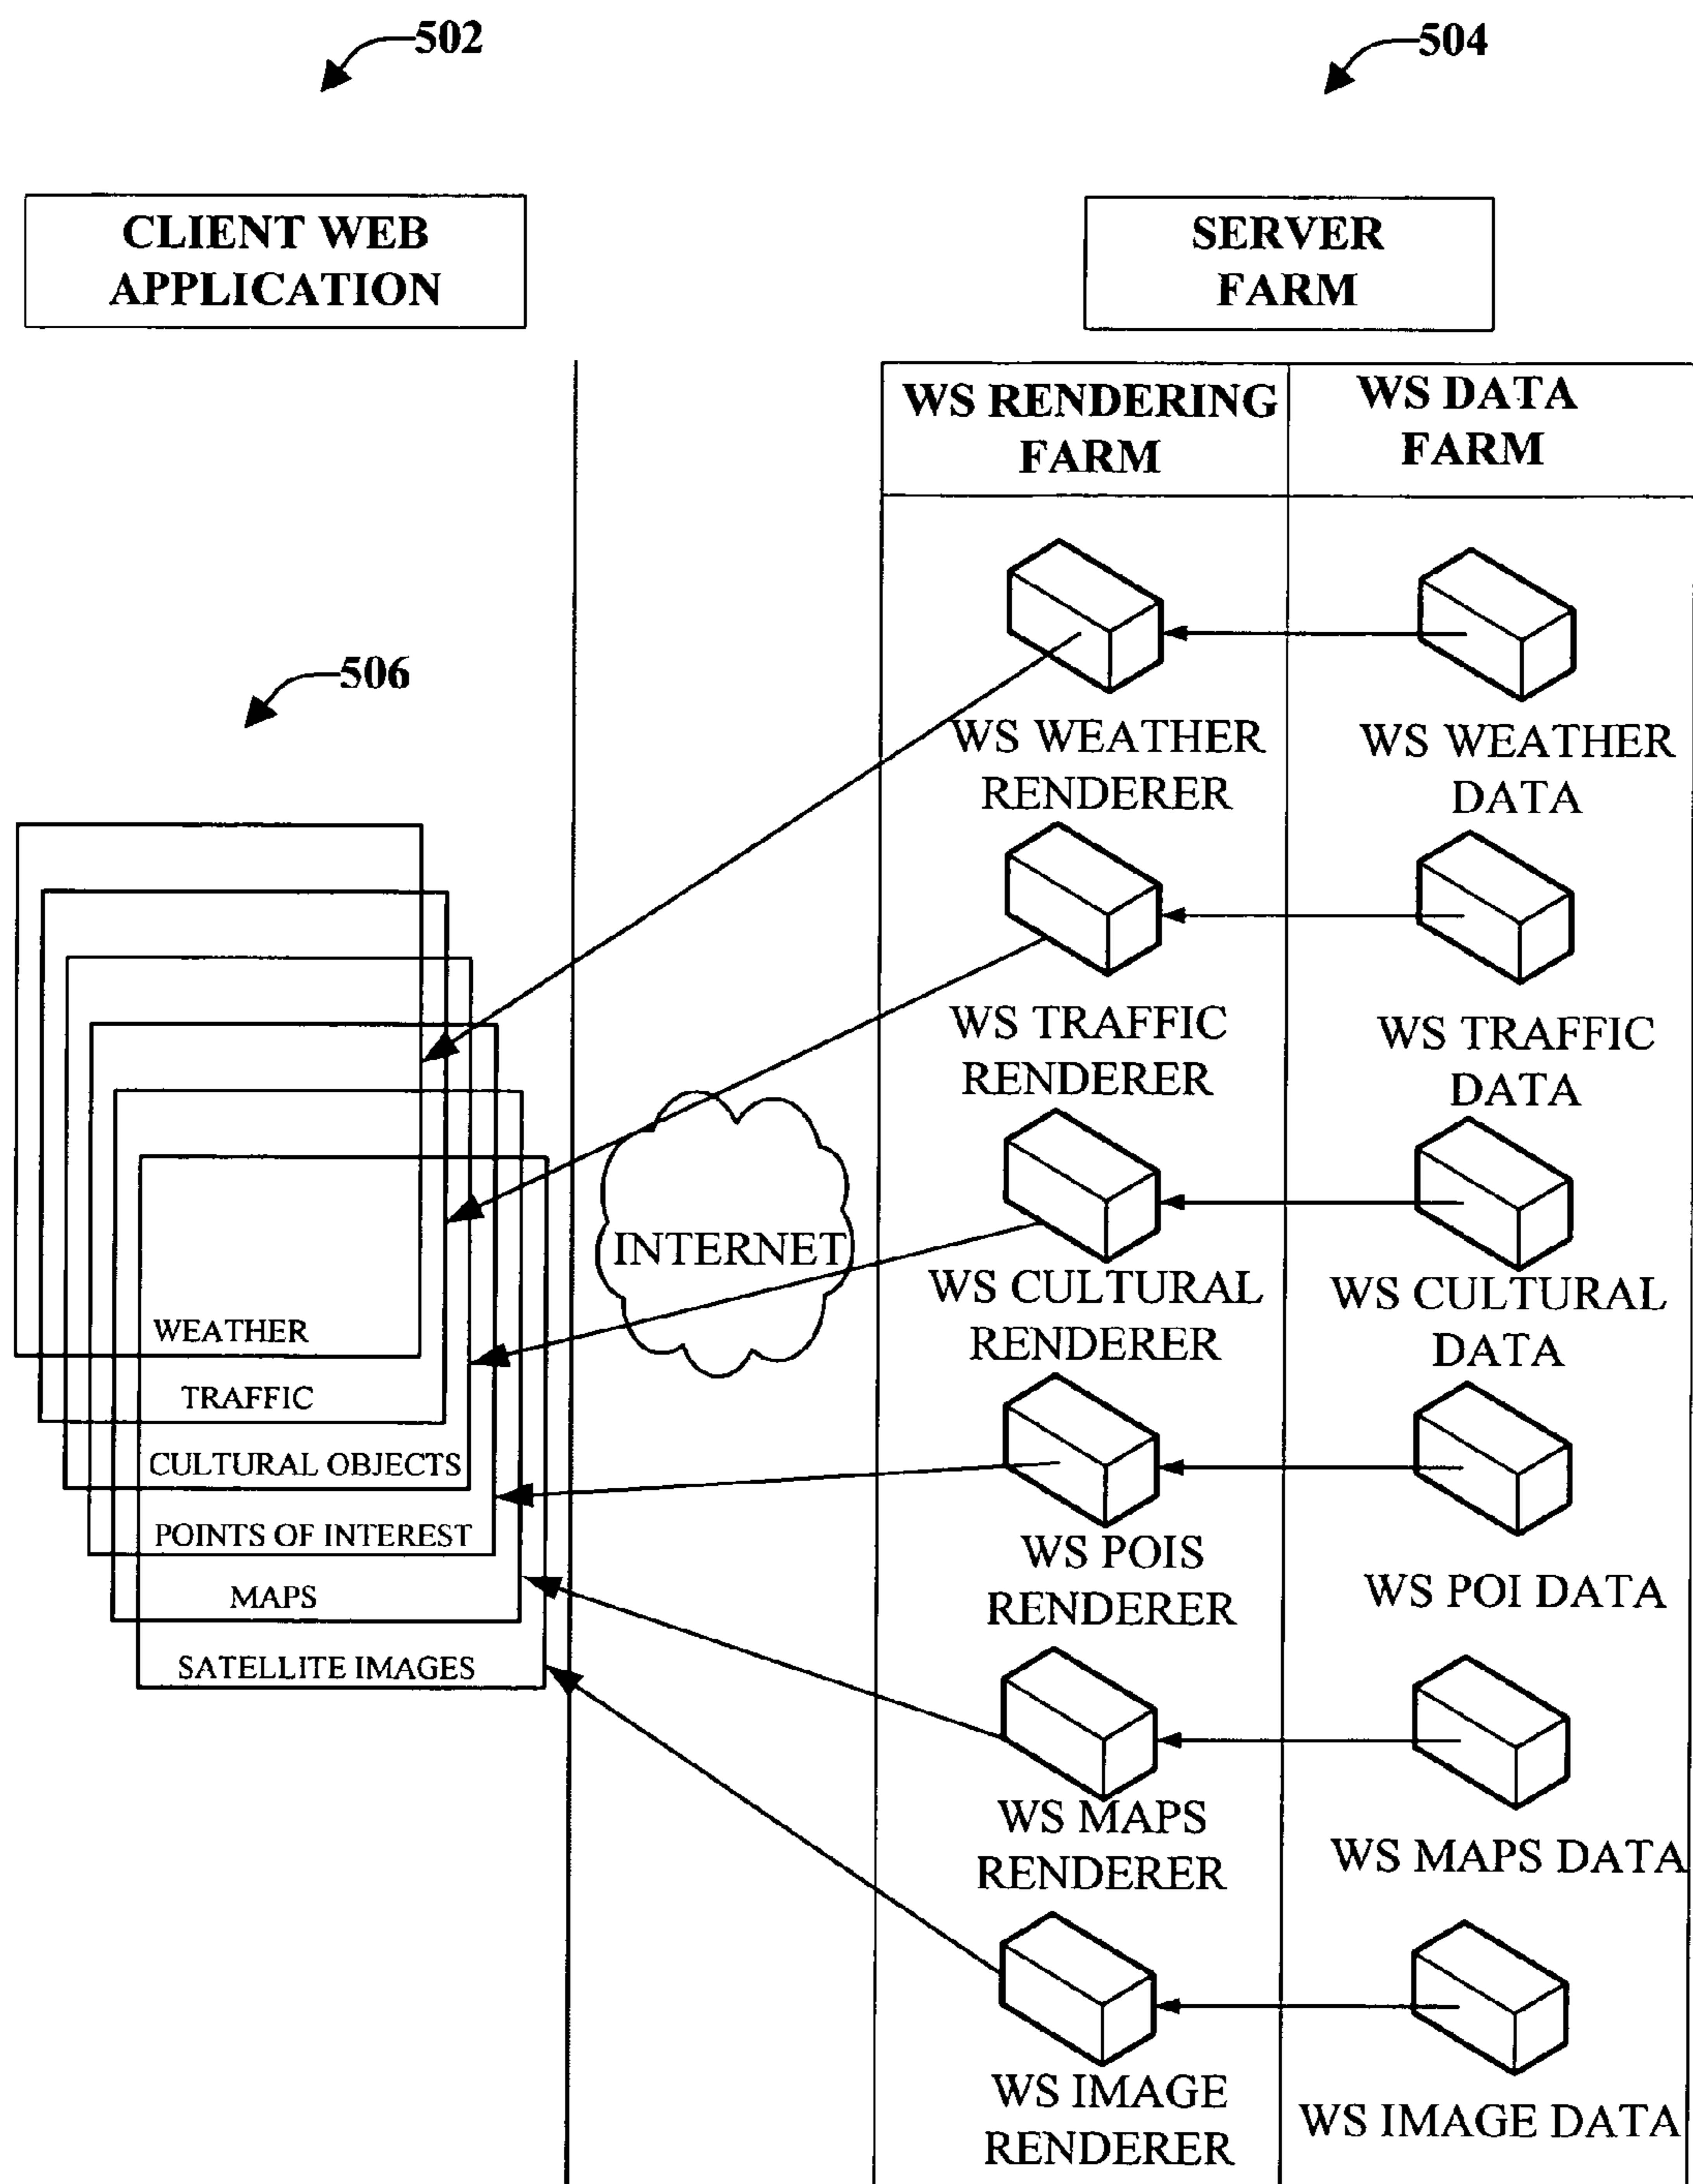 502
504
CLIENT WEB
APPLICATION
SERVER
FARM
WS RENDERING
FARM
WS DATA
FARM
506
WS WEATHER
RENDERER
WS WEATHER
DATA
WS TRAFFIC
RENDERER
WS TRAFFIC
DATA
INTERNET
WS CULTURAL
RENDERER
WS CULTURAL
DATA
WEATHER
TRAFFIC
CULTURAL OBJECTS
POINTS OF INTEREST
MAPS
SATELLITE IMAGES
WS POIS
RENDERER
WS POI DATA
WS MAPS
RENDERER
WS MAPS DATA
WS IMAGE
RENDERER
WS IMAGE DATA